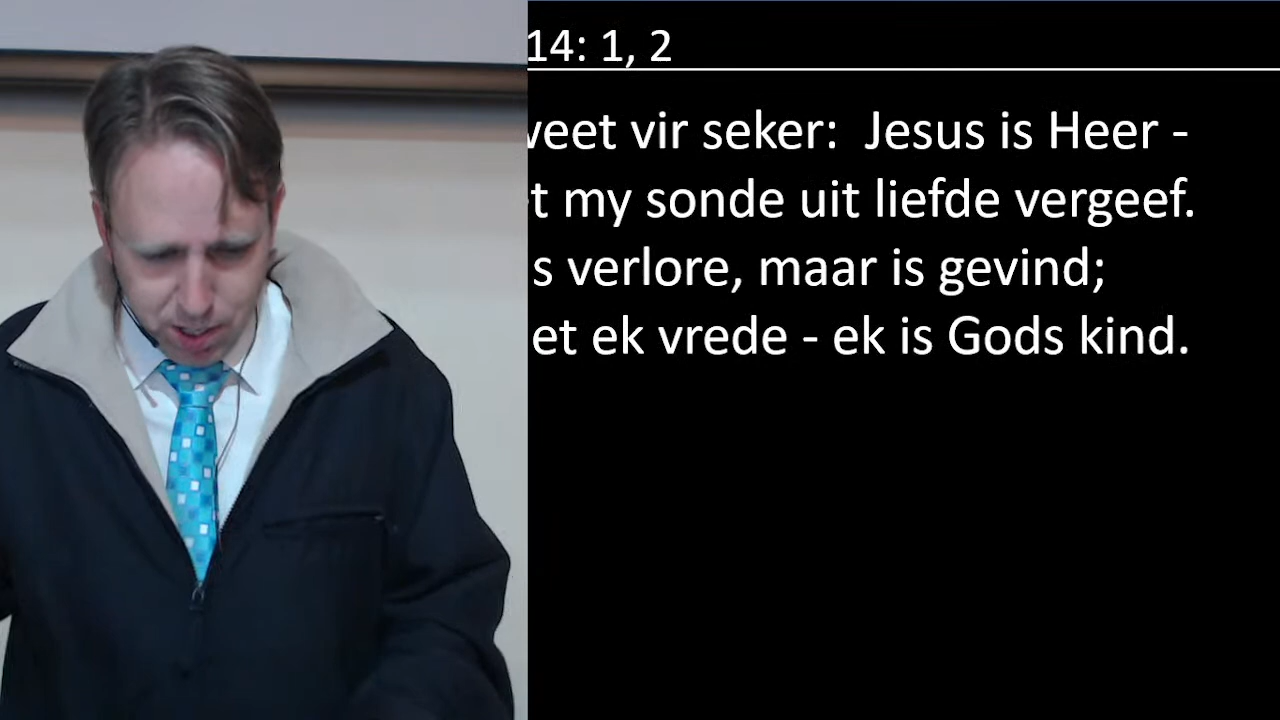 14: 1, 2
veet vir seker: Jesus is Heer -
t my sonde uit liefde vergeef.
s verlore, maar is gevind;
et ek vrede - ek is Gods kind.